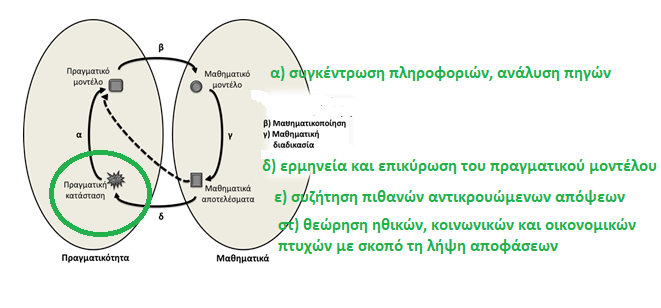 β
Πραγματικό
μοντέλο
Μαθηματικό
μοντέλο
α) συγκέντρωση πληροφοριών, ανάλυση πηγών
β) Μαθηματικοποίηση
α
γ
γ) Μαθηματική
διαδικασία
δ) ερμηνεία και επικύρωση του πραγματικού μοντέλου
Πραγματική
κατάσταση
Μαθηματικά
αποτελέσματα
ε) συζήτηση πιθανών αντικρουώμενων απόψεων
δ
στ) θεώρηση ηθικών, κοινωνικών και οικονομικών
πτυχών με σκοπό τη λήψη αποφάσεων
Πραγματικότητα
Μαθηματικά